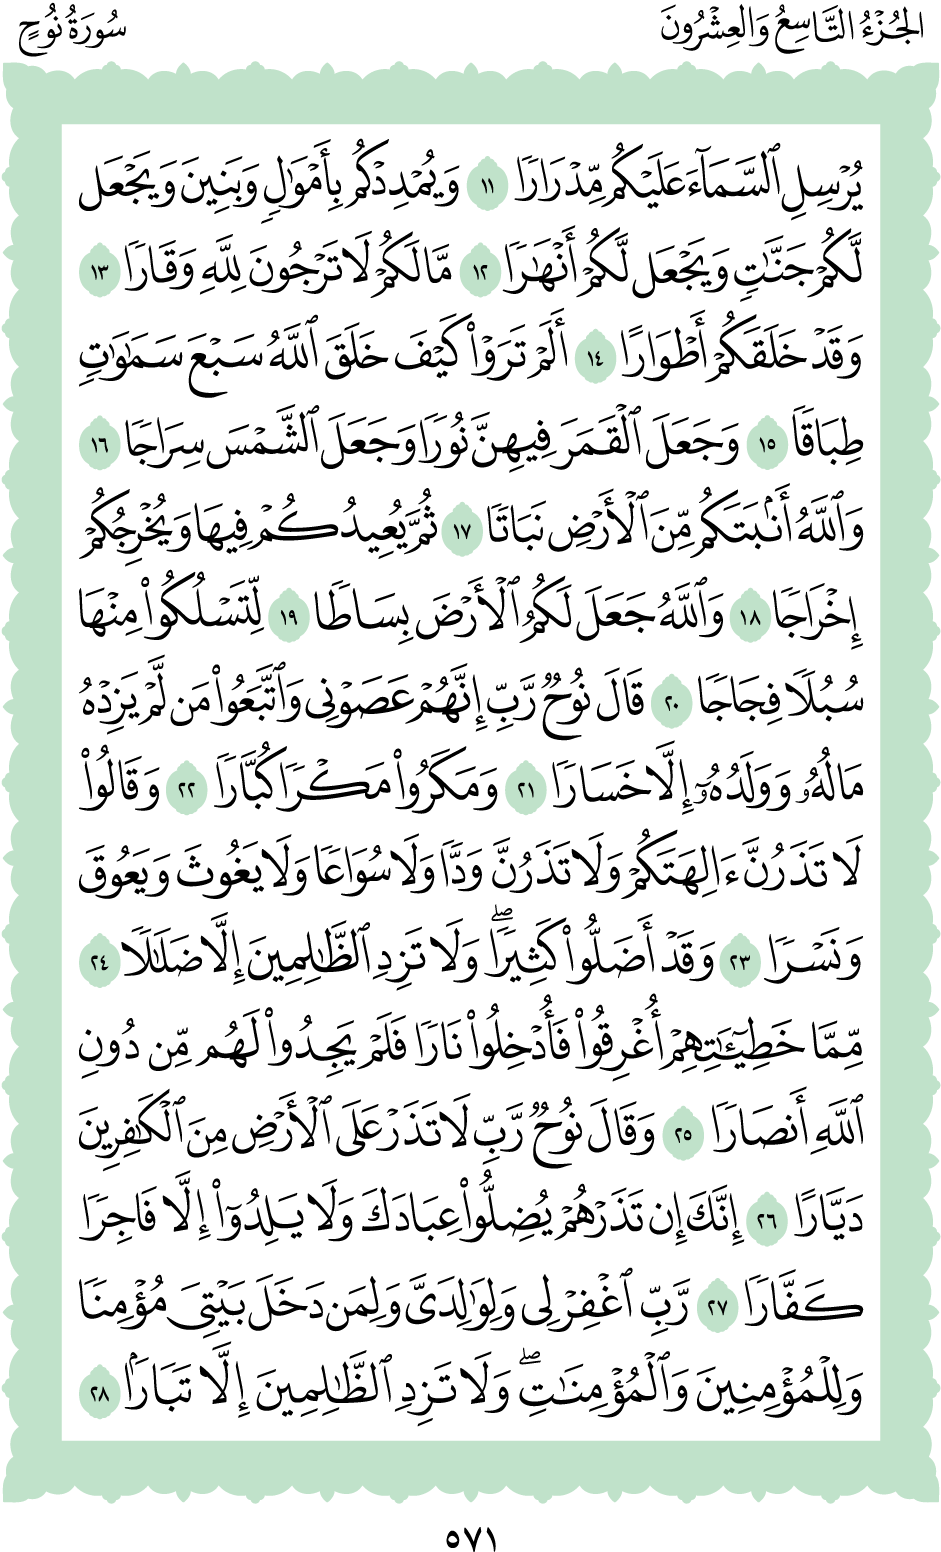 الجُزْءُ التَّاسِعُ وَالعِشْرُونَ
سُورَةُ نُوحٍ
يُرْسِلِ ٱلسَّمَآءَ عَلَيْكُم مِّدْرَارٗا ١١ وَيُمْدِدْكُم بِأَمْوَٰلٖ وَبَنِينَ وَيَجْعَل
لَّكُمْ جَنَّٰتٖ وَيَجْعَل لَّكُمْ أَنْهَٰرٗا ١٢ مَّا لَكُمْ لَا تَرْجُونَ لِلَّهِ وَقَارٗا ١٣
وَقَدْ خَلَقَكُمْ أَطْوَارًا ١٤ أَلَمْ تَرَوْا۟ كَيْفَ خَلَقَ ٱللَّهُ سَبْعَ سَمَٰوَٰتٖ
طِبَاقٗا ١٥ وَجَعَلَ ٱلْقَمَرَ فِيهِنَّ نُورٗا وَجَعَلَ ٱلشَّمْسَ سِرَاجٗا ١٦
وَٱللَّهُ أَنۢبَتَكُم مِّنَ ٱلْأَرْضِ نَبَاتٗا ١٧ ثُمَّ يُعِيدُكُمْ فِيهَا وَيُخْرِجُكُمْ
إِخْرَاجٗا ١٨ وَٱللَّهُ جَعَلَ لَكُمُ ٱلْأَرْضَ بِسَاطٗا ١٩ لِّتَسْلُكُوا۟ مِنْهَا
سُبُلٗا فِجَاجٗا ٢٠ قَالَ نُوحٞ رَّبِّ إِنَّهُمْ عَصَوْنِي وَٱتَّبَعُوا۟ مَن لَّمْ يَزِدْهُ
مَالُهُۥ وَوَلَدُهُۥٓ إِلَّا خَسَارٗا ٢١ وَمَكَرُوا۟ مَكْرٗا كُبَّارٗا ٢٢ وَقَالُوا۟
لَا تَذَرُنَّ ءَالِهَتَكُمْ وَلَا تَذَرُنَّ وَدّٗا وَلَا سُوَاعٗا وَلَا يَغُوثَ وَيَعُوقَ
وَنَسْرٗا ٢٣ وَقَدْ أَضَلُّوا۟ كَثِيرٗاۖ وَلَا تَزِدِ ٱلظَّٰلِمِينَ إِلَّا ضَلَٰلٗا ٢٤
مِّمَّا خَطِيٓـَٰٔتِهِمْ أُغْرِقُوا۟ فَأُدْخِلُوا۟ نَارٗا فَلَمْ يَجِدُوا۟ لَهُم مِّن دُونِ
ٱللَّهِ أَنصَارٗا ٢٥ وَقَالَ نُوحٞ رَّبِّ لَا تَذَرْ عَلَى ٱلْأَرْضِ مِنَ ٱلْكَٰفِرِينَ
دَيَّارًا ٢٦ إِنَّكَ إِن تَذَرْهُمْ يُضِلُّوا۟ عِبَادَكَ وَلَا يَلِدُوٓا۟ إِلَّا فَاجِرٗا
كَفَّارٗا ٢٧ رَّبِّ ٱغْفِرْ لِي وَلِوَٰلِدَيَّ وَلِمَن دَخَلَ بَيْتِيَ مُؤْمِنٗا
وَلِلْمُؤْمِنِينَ وَٱلْمُؤْمِنَٰتِۖ وَلَا تَزِدِ ٱلظَّٰلِمِينَ إِلَّا تَبَارَۢا ٢٨
٥٧١